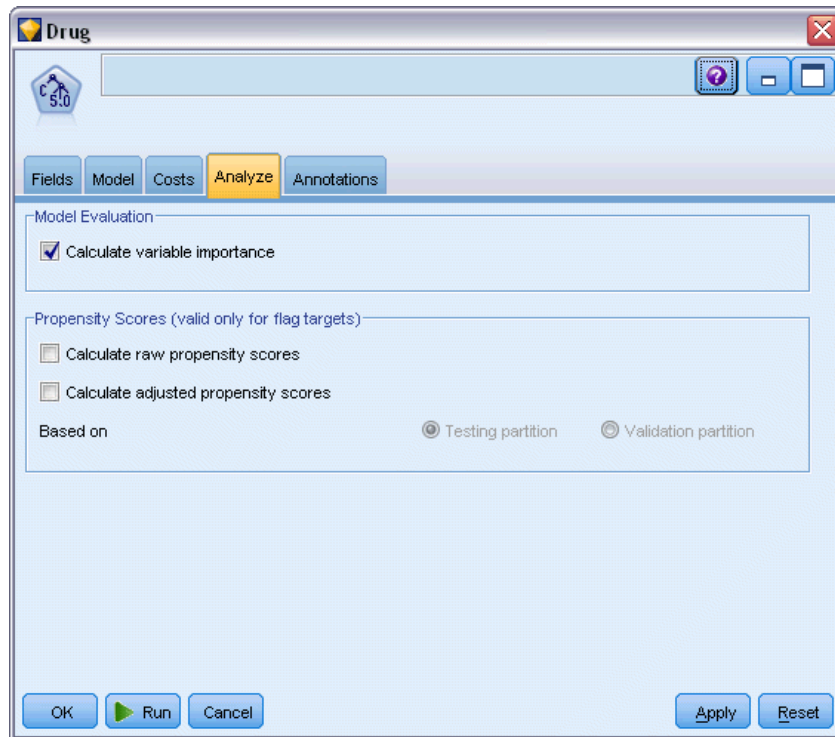 Drug
C 5.0
Fields Model Costs Analyze Annotations
Model Evaluation
Calculate variable importance
Propensity Scores (valid only for flag targets)
Calculate raw propensity scores
Calculate adjusted propensity scores
Based on Testing partition Validation partition
OK Run Cancel Apply Reset